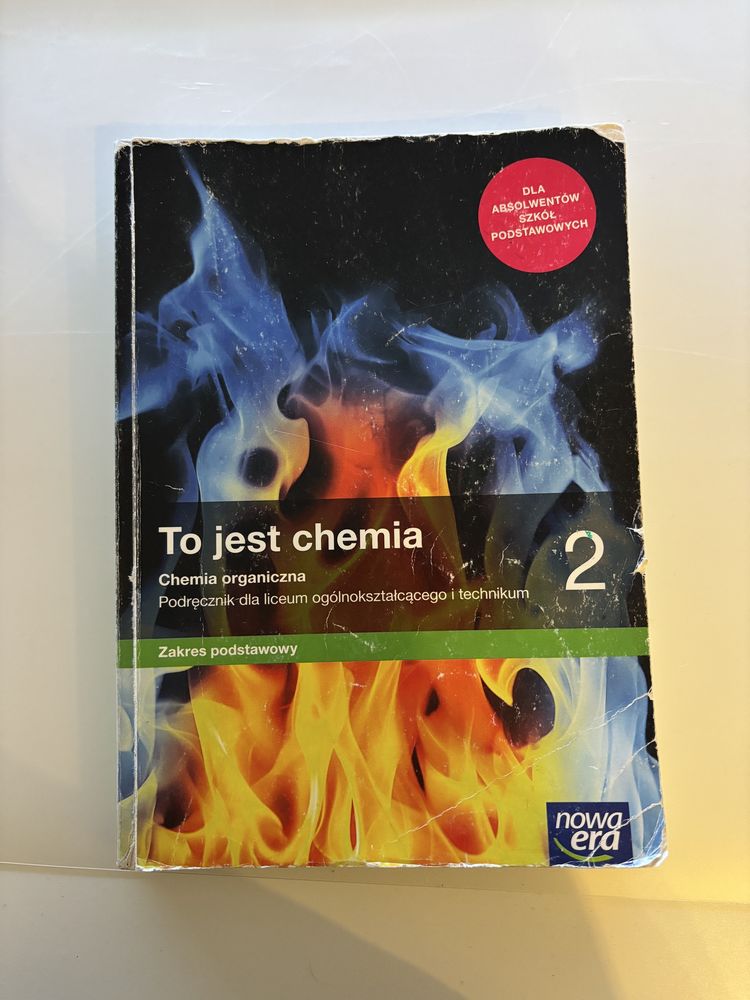 DLA
ABSOLWENTÓW
SZKÓŁ
PODSTAWOWYCH
To jest chemia
2
Chemia organiczna
Podręcznik dla liceum ogólnokształcącego i technikum
Zakres podstawowy
nowa
era